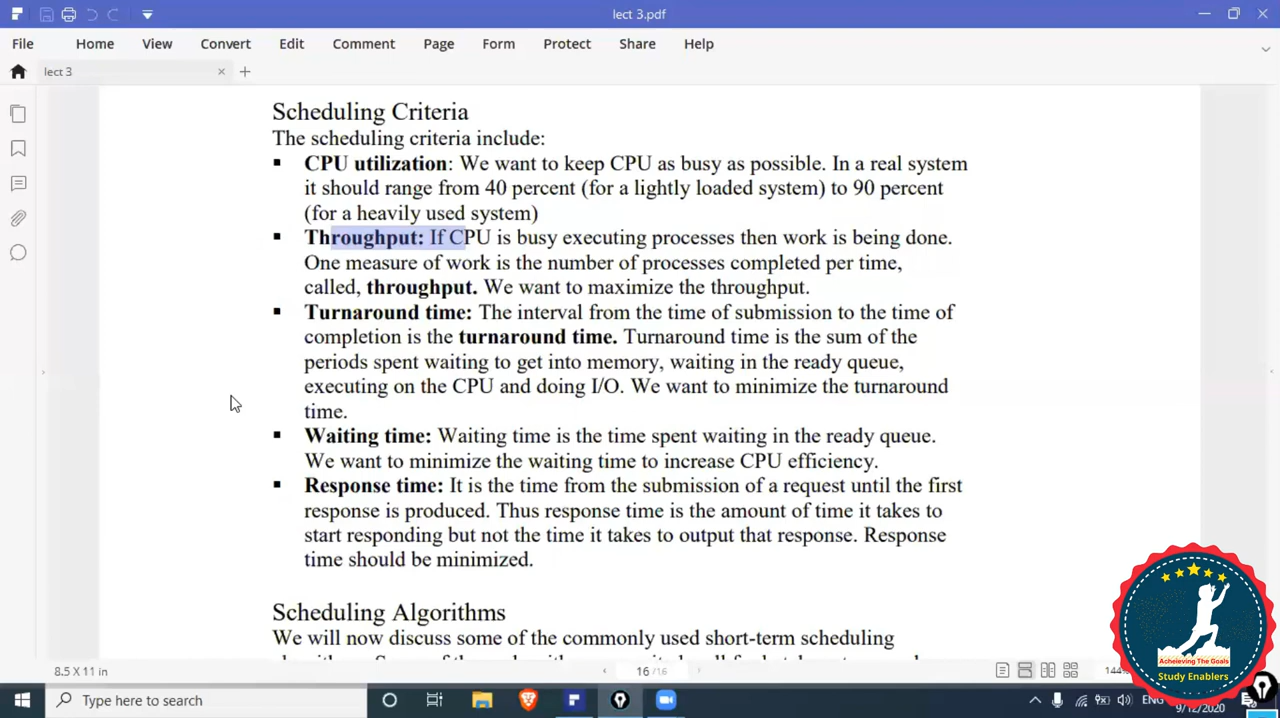 lect 3.pdf
File Home View Convert Edit Comment Page Form Protect Share Help
lect 3
Scheduling Criteria
The scheduling criteria include:
▪ CPU utilization: We want to keep CPU as busy as possible. In a real system
it should range from 40 percent (for a lightly loaded system) to 90 percent
(for a heavily used system)
▪ Throughput: If CPU is busy executing processes then work is being done.
One measure of work is the number of processes completed per time,
called, throughput. We want to maximize the throughput.
▪ Turnaround time: The interval from the time of submission to the time of
completion is the turnaround time. Turnaround time is the sum of the
periods spent waiting to get into memory, waiting in the ready queue,
executing on the CPU and doing I/O. We want to minimize the turnaround
time.
▪ Waiting time: Waiting time is the time spent waiting in the ready queue.
We want to minimize the waiting time to increase CPU efficiency.
▪ Response time: It is the time from the submission of a request until the first
response is produced. Thus response time is the amount of time it takes to
start responding but not the time it takes to output that response. Response
time should be minimized.
Scheduling Algorithms
We will now discuss some of the commonly used short-term scheduling
Acheieving The Goals
Study Enablers
8.5 X 11 in
16 /16
144
Type here to search
ENG
9/12/2020